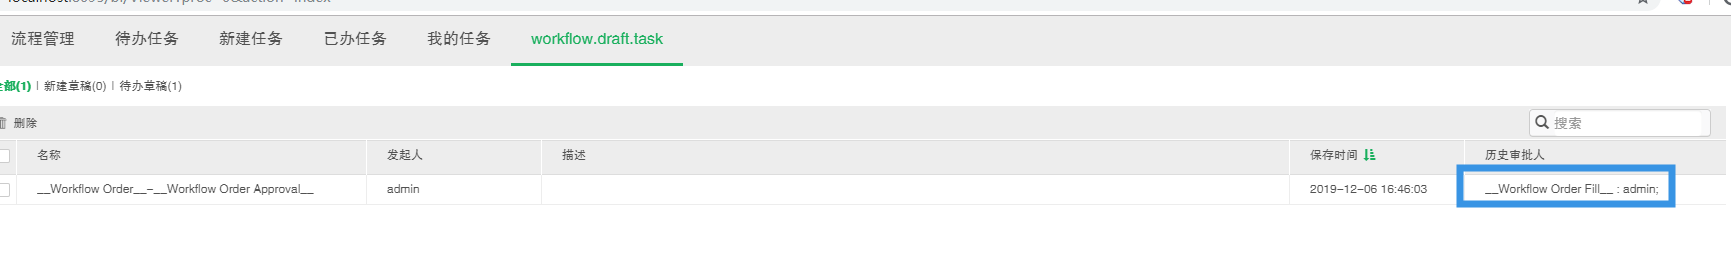 流程管理 待办任务 新建任务 已办任务 我的任务 workflow.draft.task
全部(1) | 新建草稿(0) | 待办草稿(1)
删除 搜索
名称 发起人 描述 保存时间 历史审批人
__Workflow Order__-__Workflow Order Approval__ admin 2019-12-06 16:46:03 __Workflow Order Fill__ : admin;